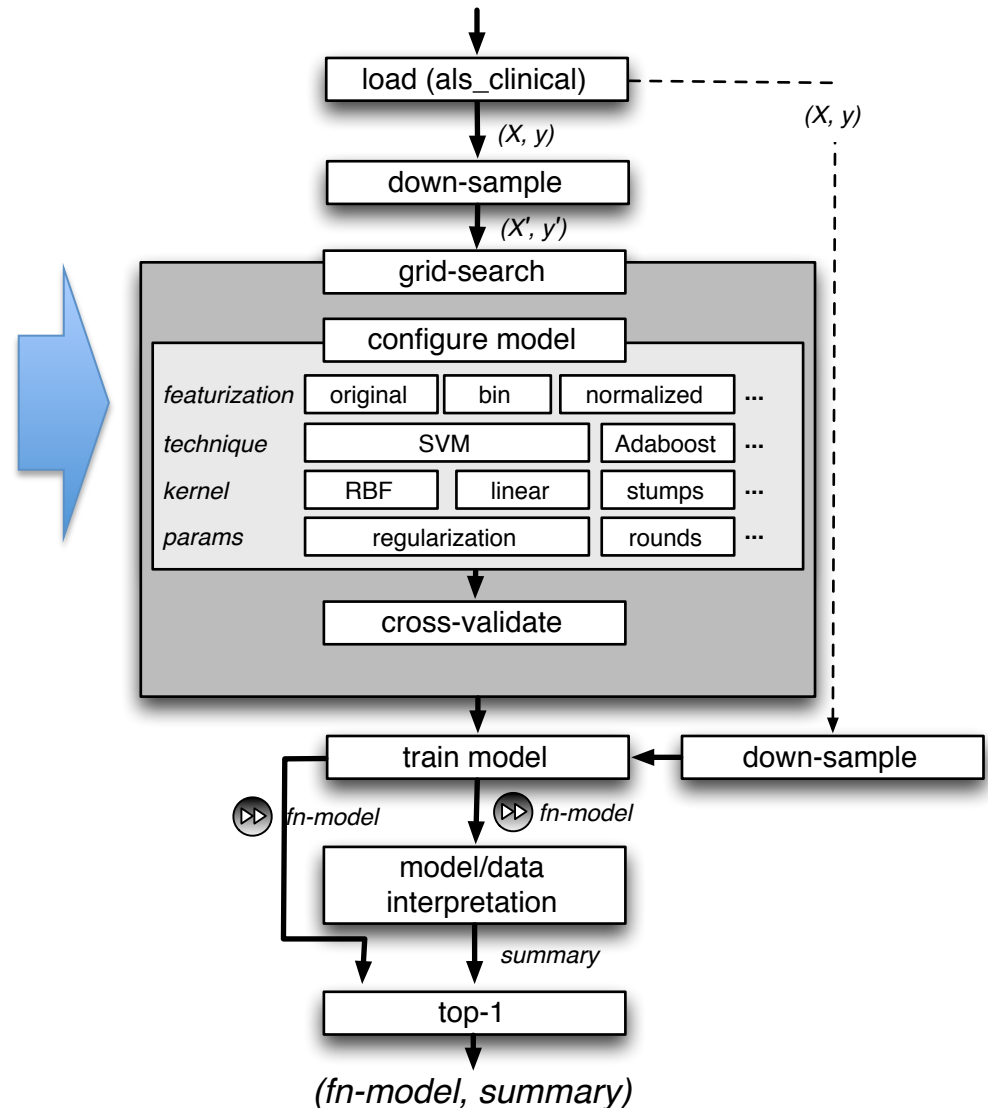 load (als_clinical)
(X, y)
(X, y)
down-sample
(X', y')
grid-search
configure model
featurization original bin normalized ...
technique SVM Adaboost ...
kernel RBF linear stumps ...
params regularization rounds ...
cross-validate
train model
down-sample
fn-model
fn-model
model/data
interpretation
summary
top-1
(fn-model, summary)